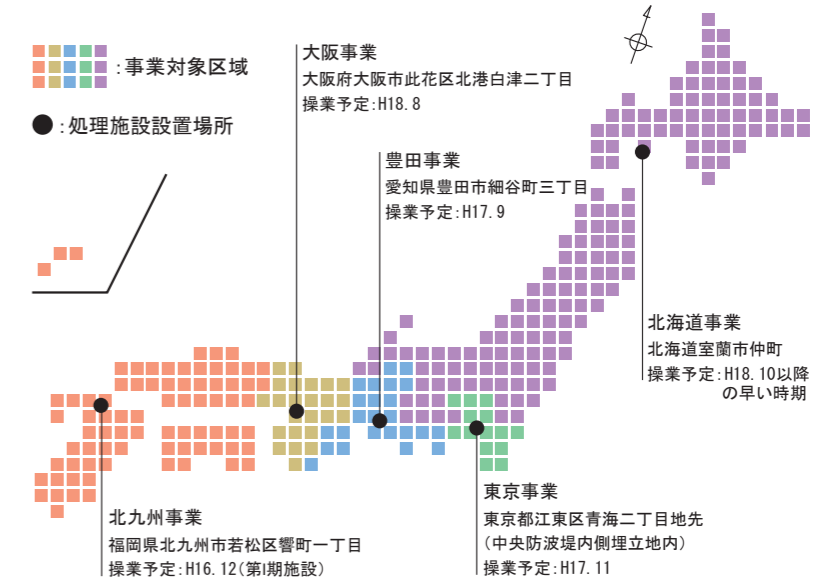 :事業対象区域
:処理施設設置場所
大阪事業
大阪府大阪市此花区北港白津二丁目
操業予定:H18.8
豊田事業
愛知県豊田市細谷町三丁目
操業予定:H17.9
北海道事業
北海道室蘭市仲町
操業予定:H18.10以降
の早い時期
東京事業
東京都江東区青海二丁目地先
(中央防波堤内側埋立地内)
操業予定:H17.11
北九州事業
福岡県北九州市若松区響町一丁目
操業予定:H16.12(第Ⅰ期施設)